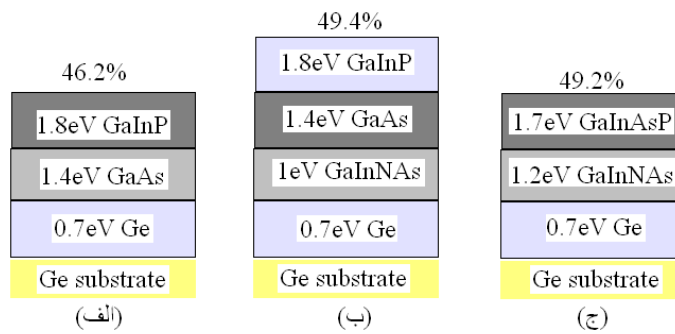 46.2%
1.8eV GaInP
1.4eV GaAs
0.7eV Ge
Ge substrate
(الف)
49.4%
1.8eV GaInP
1.4eV GaAs
1eV GaInNAs
0.7eV Ge
Ge substrate
(ب)
49.2%
1.7eV GaInAsP
1.2eV GaInNAs
0.7eV Ge
Ge substrate
(ج)